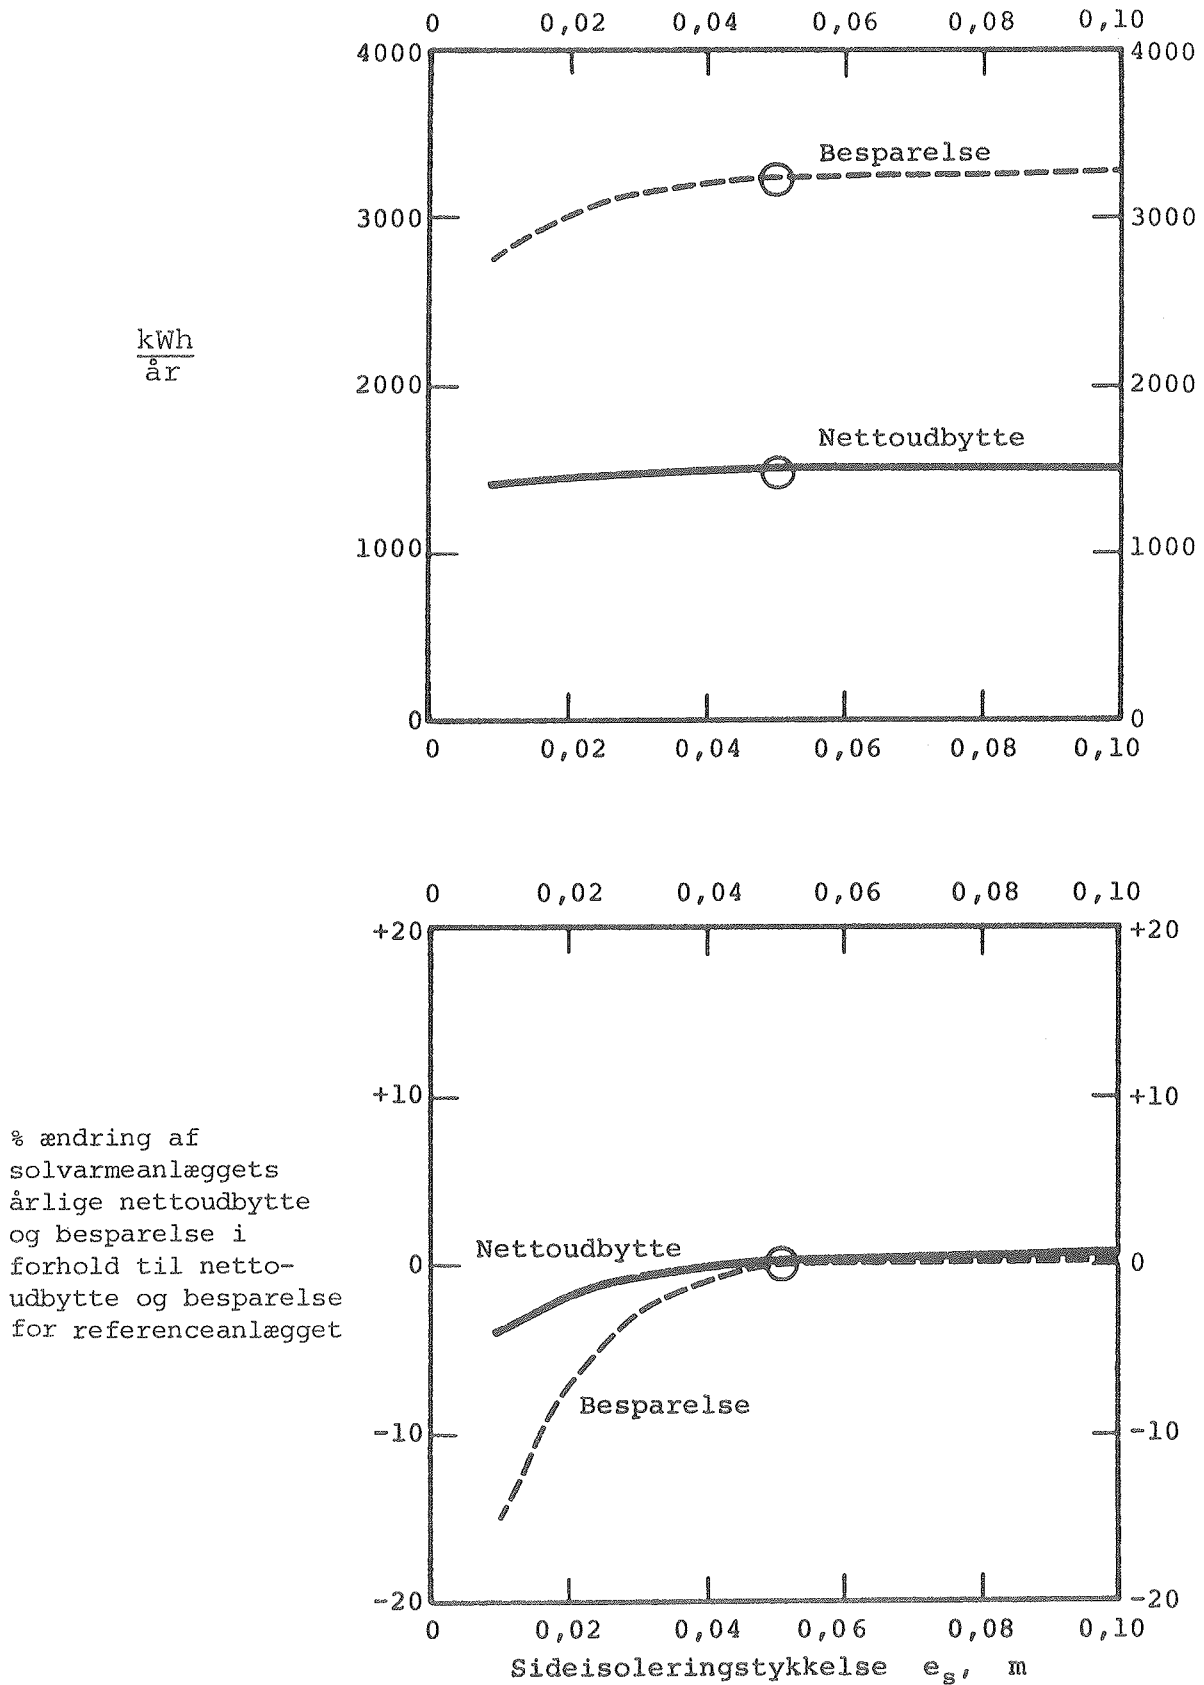 0 0,02 0,04 0,06 0,08 0,10
4000 4000
Besparelse
3000 3000
kWh
år
2000 2000
Nettoudbytte
1000 1000
0 0
0 0,02 0,04 0,06 0,08 0,10
0 0,02 0,04 0,06 0,08 0,10
+20 +20
+10 +10
% ændring af
solvarmeanlæggets
årlige nettoudbytte
og besparelse i
forhold til netto-
udbytte og besparelse
for referenceanlægget
Nettoudbytte
0 0
Besparelse
-10 -10
-20 -20
0 0,02 0,04 0,06 0,08 0,10
Sideisoleringstykkelse es, m